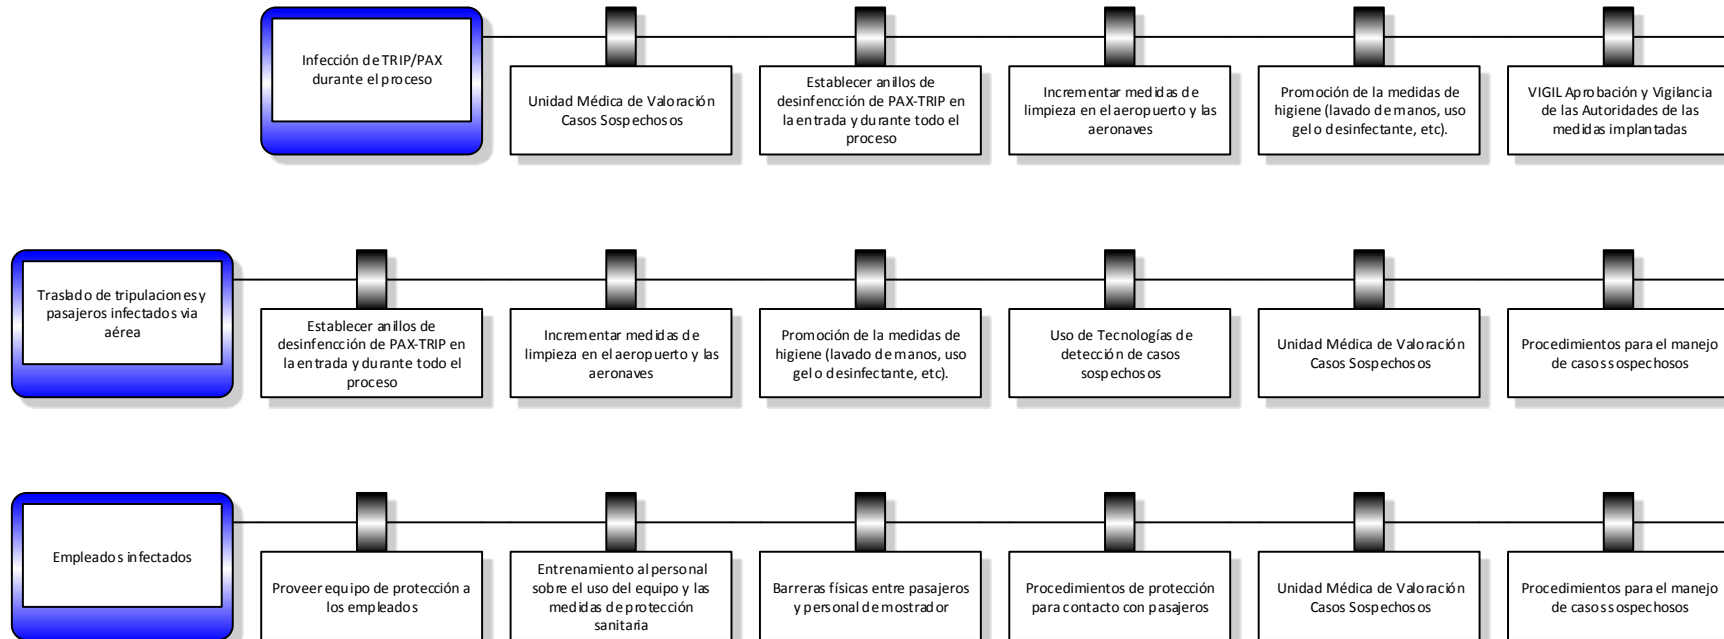 Infección de TRIP/PAX
durante el proceso
Unidad Médica de Valoración
Casos Sospechosos
Establecer anillos de
desinfencción de PAX-TRIP en
la entrada y durante todo el
proceso
Incrementar medidas de
limpieza en el aeropuerto y las
aeronaves
Promoción de la medidas de
higiene (lavado de manos, uso
gel o desinfectante, etc).
VIGIL Aprobación y Vigilancia
de las Autoridades de las
medidas implantadas
Traslado de tripulaciones y
pasajeros infectados via
aérea
Establecer anillos de
desinfencción de PAX-TRIP en
la entrada y durante todo el
proceso
Incrementar medidas de
limpieza en el aeropuerto y las
aeronaves
Promoción de la medidas de
higiene (lavado de manos, uso
gel o desinfectante, etc).
Uso de Tecnologías de
detección de casos
sospechosos
Unidad Médica de Valoración
Casos Sospechosos
Procedimientos para el manejo
de casos sospechosos
Empleados infectados
Proveer equipo de protección a
los empleados
Entrenamiento al personal
sobre el uso del equipo y las
medidas de protección
sanitaria
Barreras físicas entre pasajeros
y personal de mostrador
Procedimientos de protección
para contacto con pasajeros
Unidad Médica de Valoración
Casos Sospechosos
Procedimientos para el manejo
de casos sospechosos